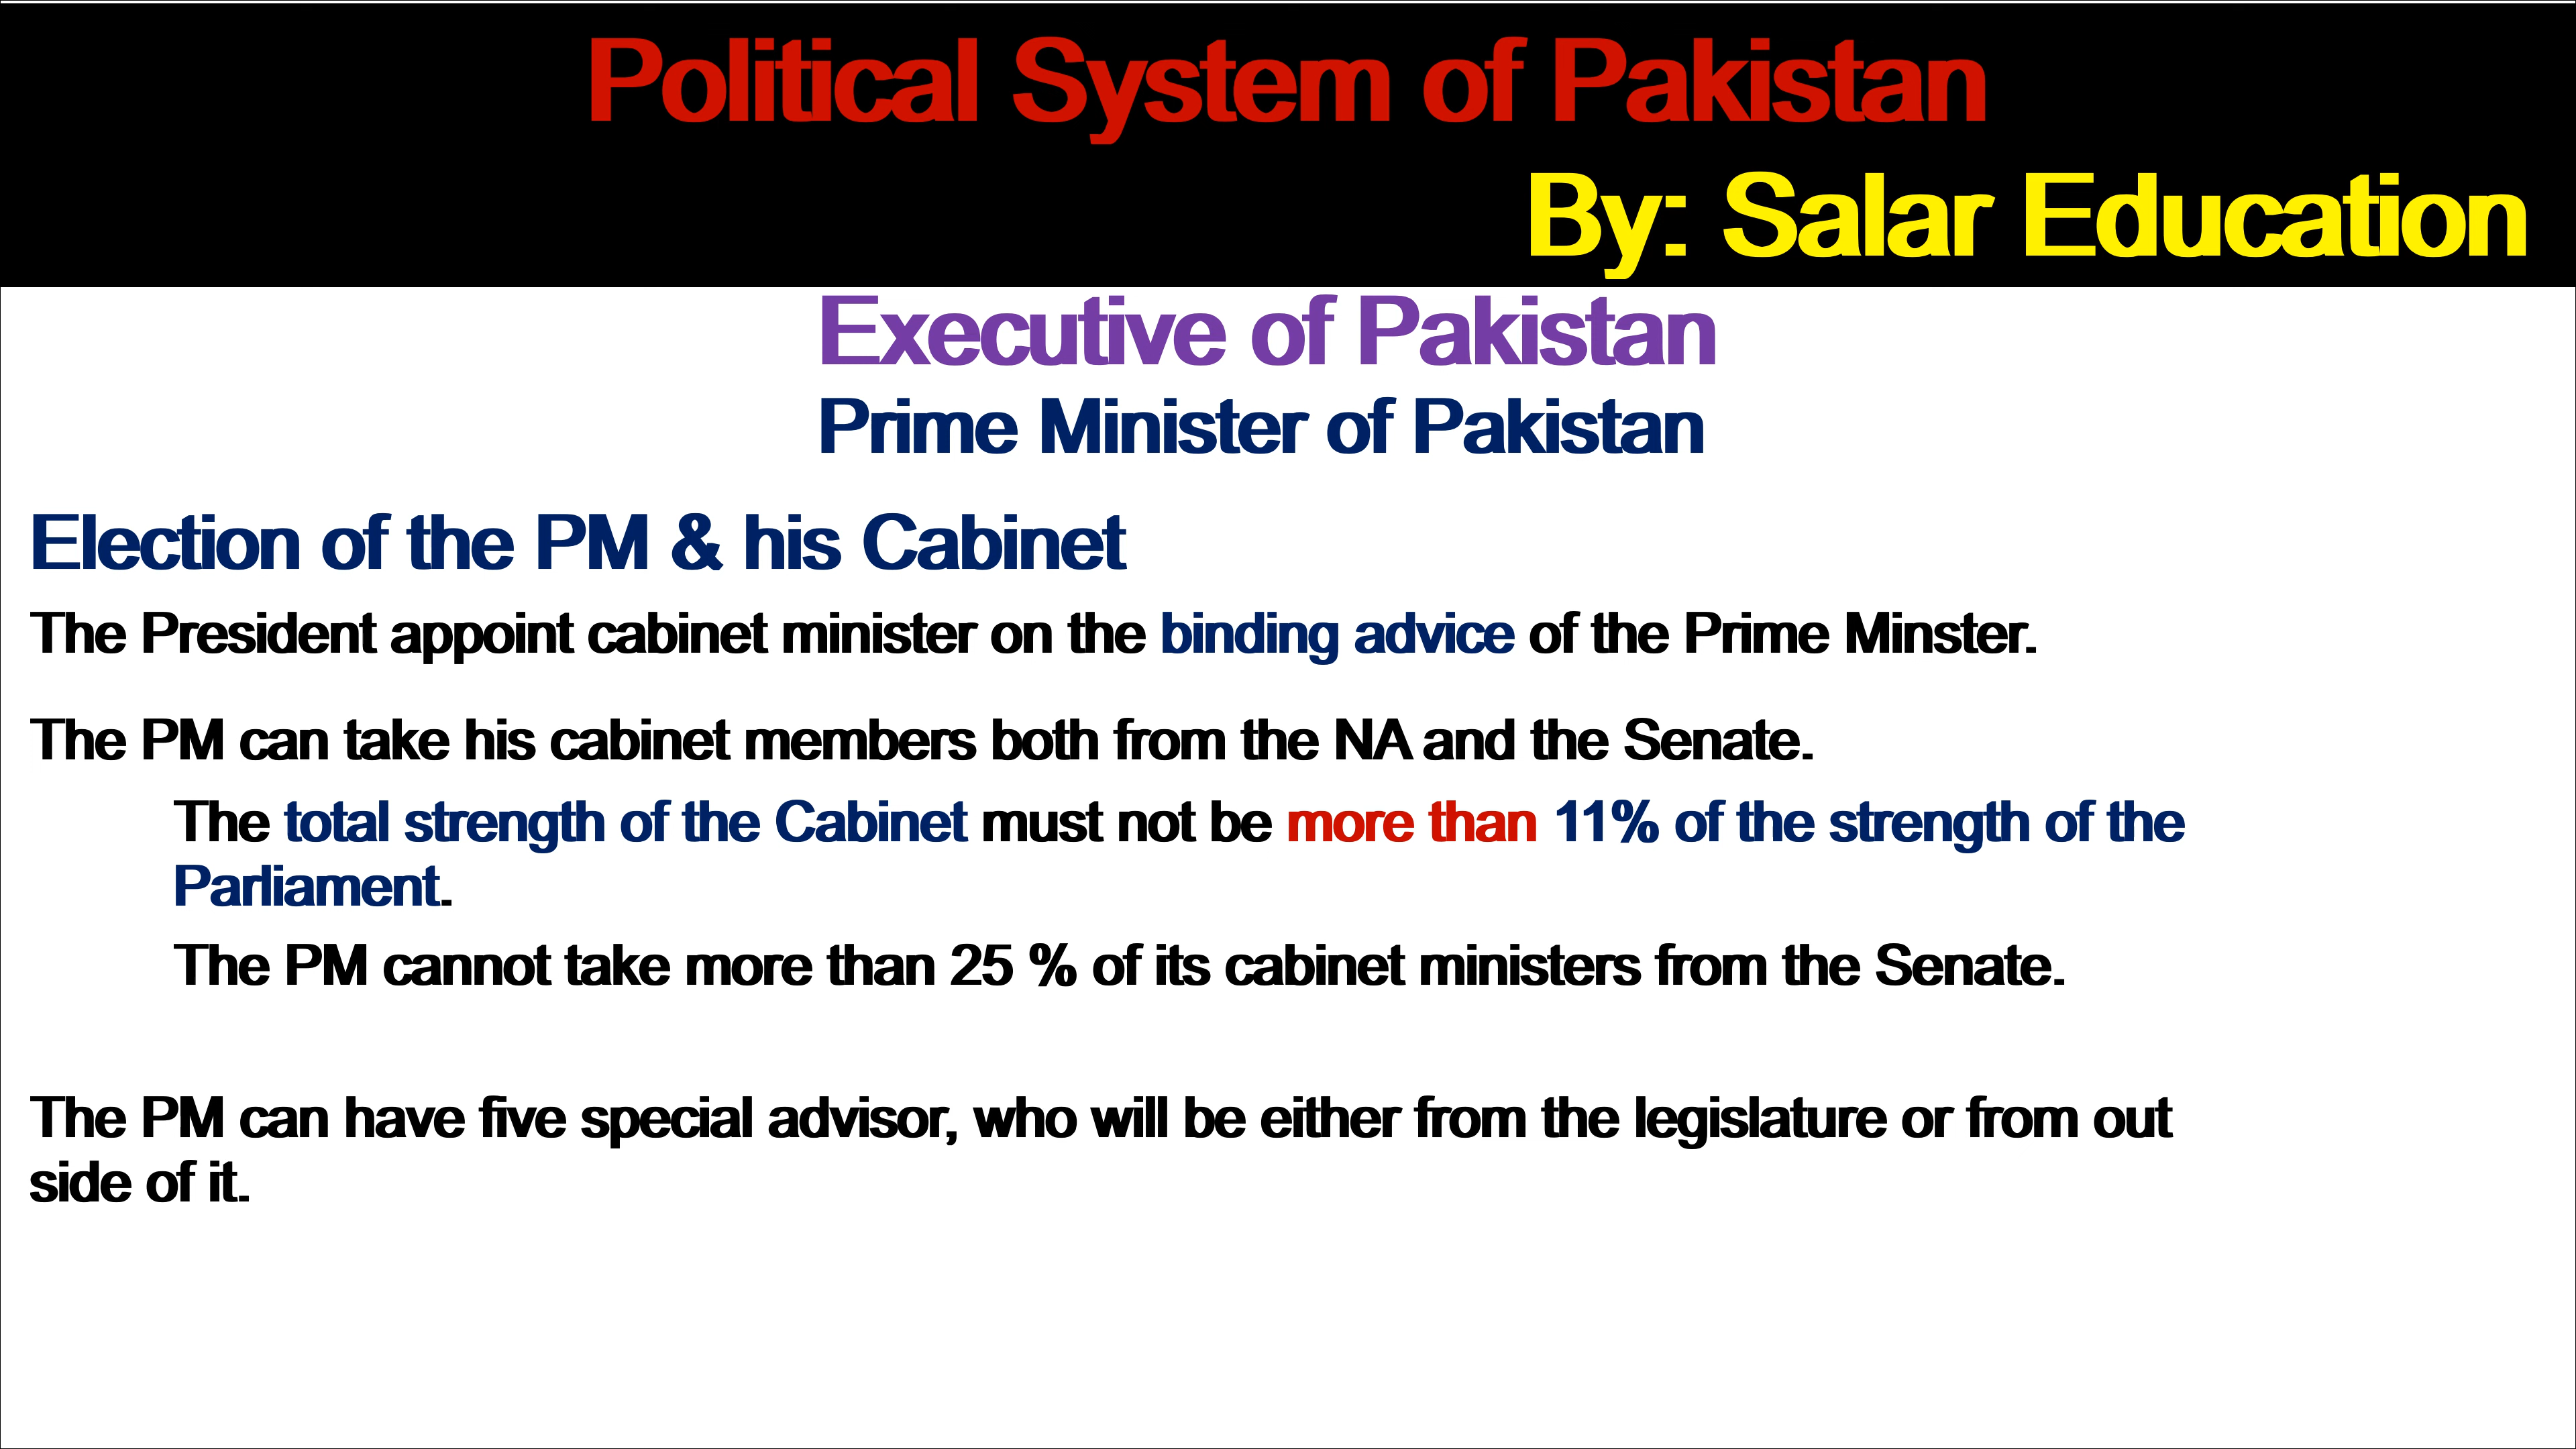 Political System of Pakistan
By: Salar Education
Executive of Pakistan
Prime Minister of Pakistan
Election of the PM & his Cabinet
The President appoint cabinet minister on the binding advice of the Prime Minster.
The PM can take his cabinet members both from the NA and the Senate.
The total strength of the Cabinet must not be more than 11% of the strength of the
Parliament.
The PM cannot take more than 25 % of its cabinet ministers from the Senate.
The PM can have five special advisor, who will be either from the legislature or from out
side of it.